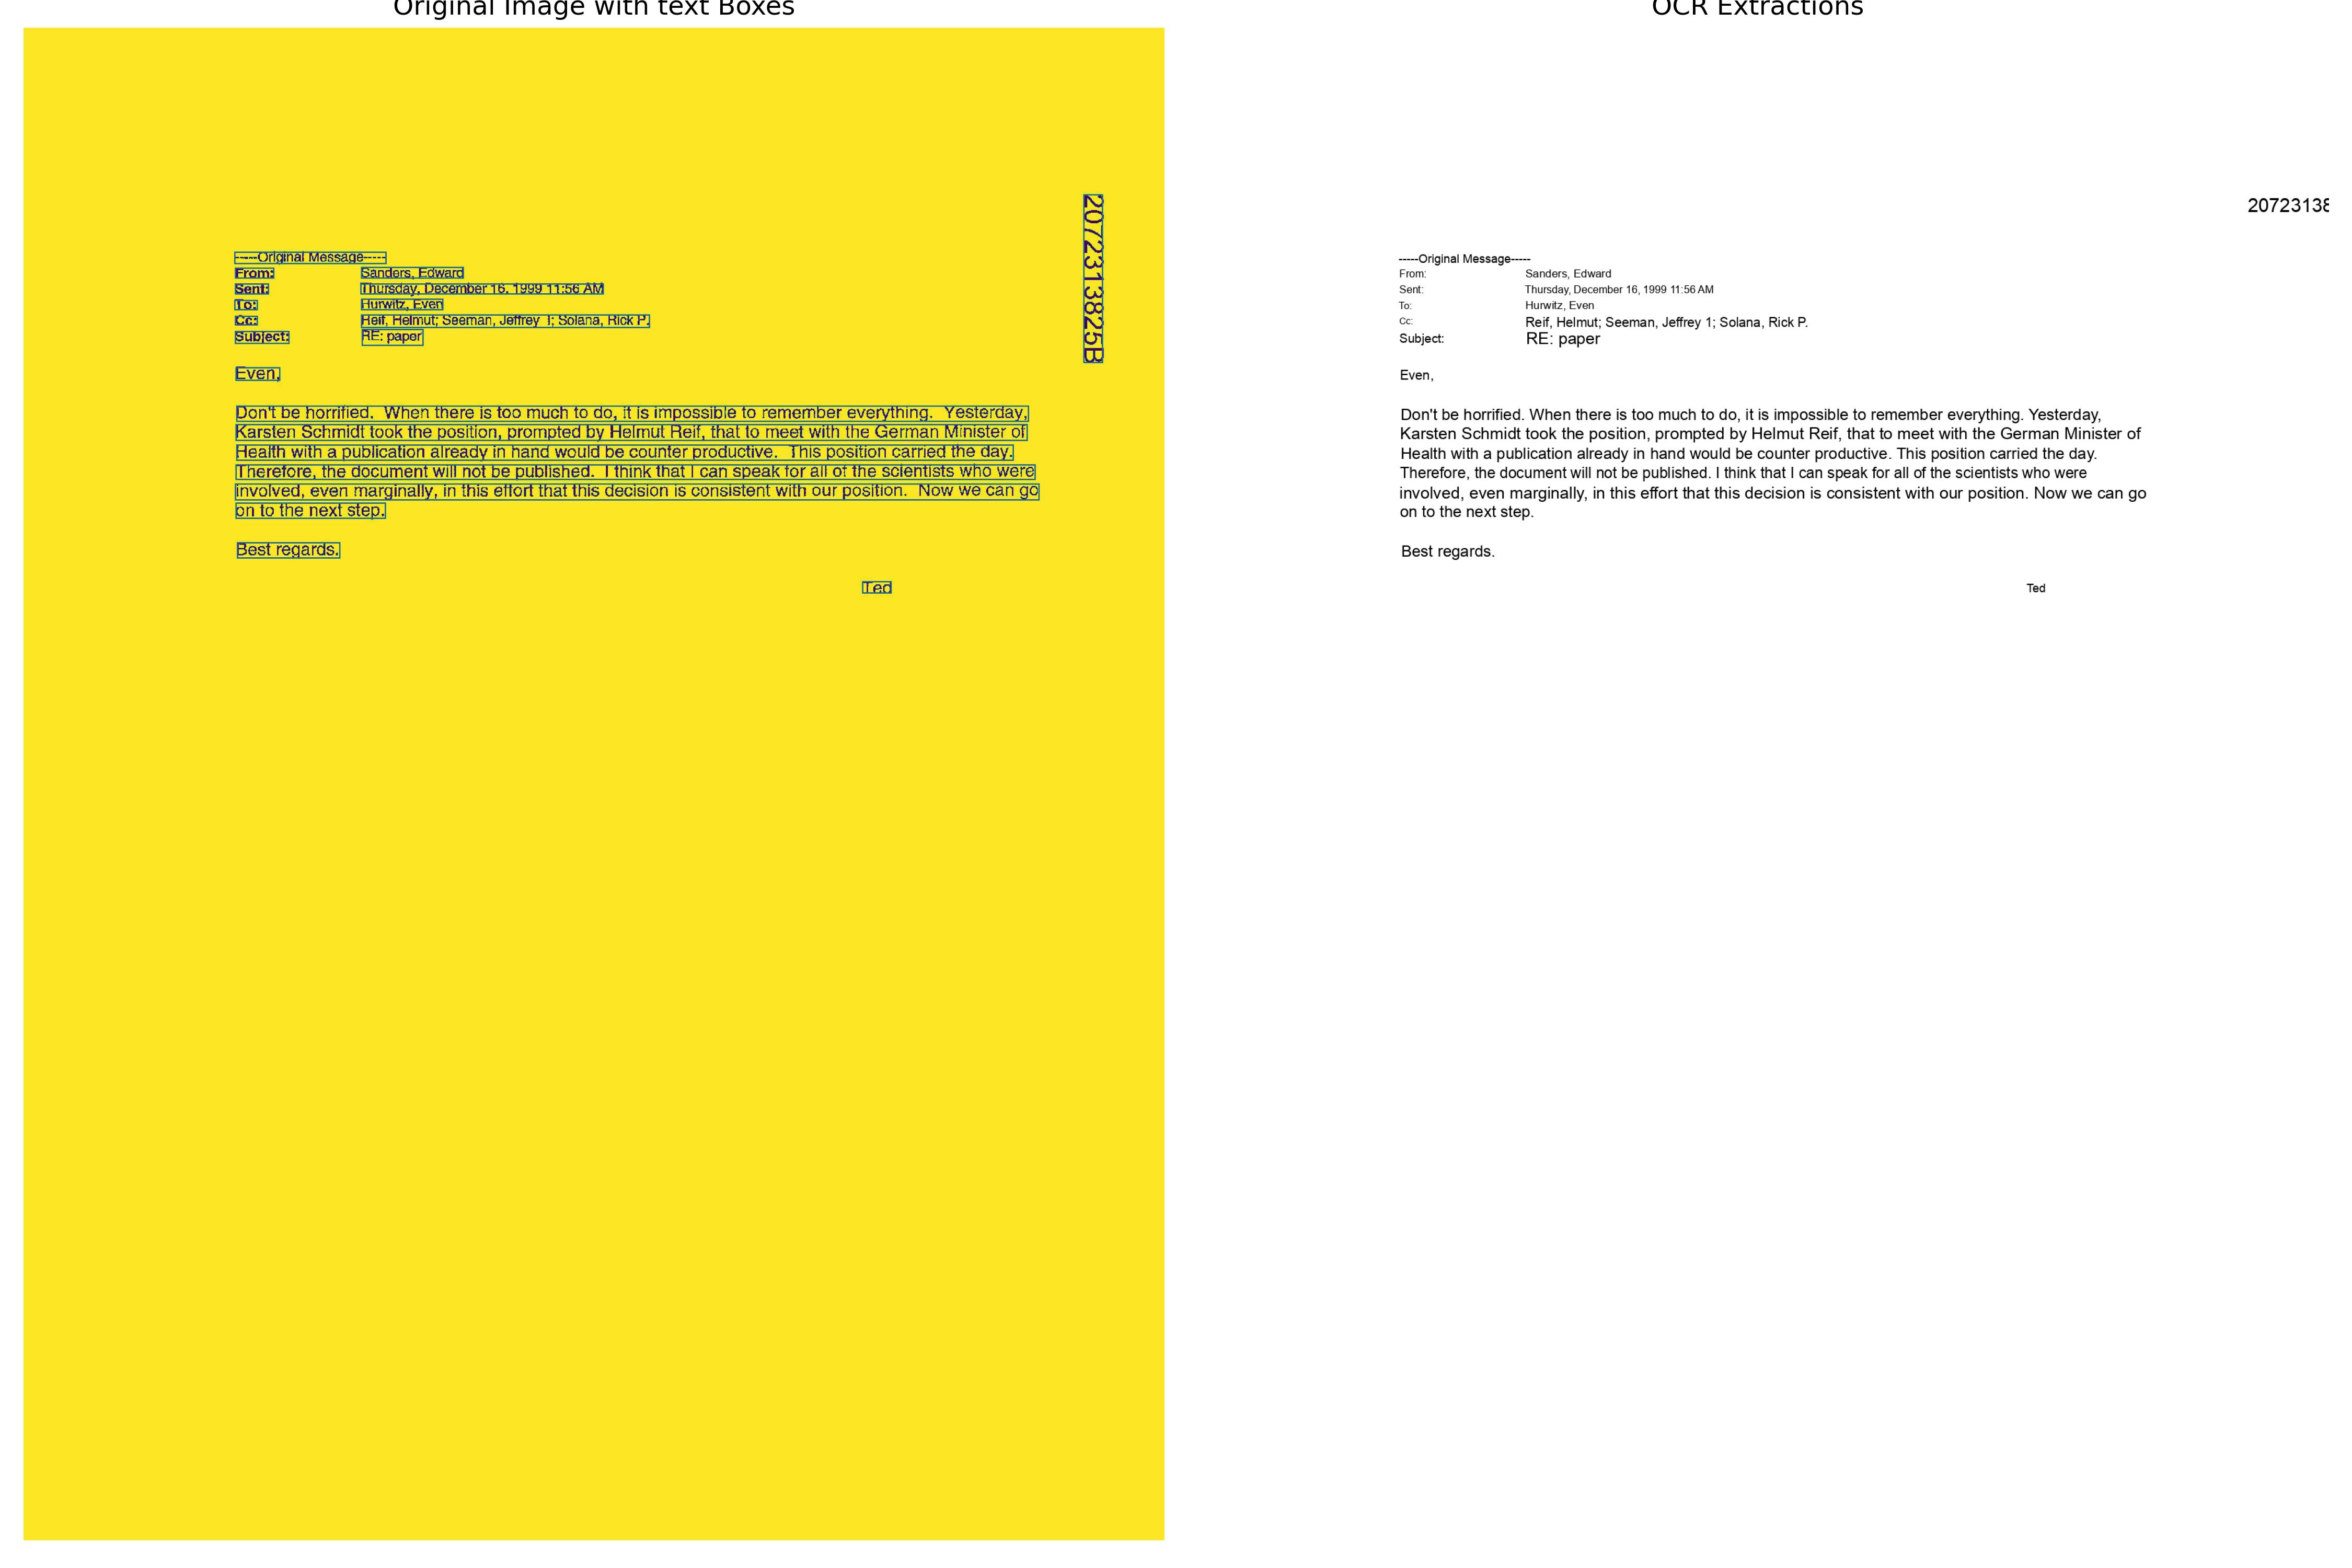 Original Image with text Boxes
2072313825B
-----Original Message-----
From: Sanders, Edward
Sent: Thursday, December 16, 1999 11:56 AM
To: Hurwitz, Even
Cc: Reif, Helmut; Seeman, Jeffrey 1; Solana, Rick P.
Subject: RE: paper
Even,
Don't be horrified. When there is too much to do, it is impossible to remember everything. Yesterday,
Karsten Schmidt took the position, prompted by Helmut Reif, that to meet with the German Minister of
Health with a publication already in hand would be counter productive. This position carried the day.
Therefore, the document will not be published. I think that I can speak for all of the scientists who were
involved, even marginally, in this effort that this decision is consistent with our position. Now we can go
on to the next step.
Best regards.
Ted
OCR Extractions
20723138
-----Original Message-----
From: Sanders, Edward
Sent: Thursday, December 16, 1999 11:56 AM
To: Hurwitz, Even
Cc: Reif, Helmut; Seeman, Jeffrey 1; Solana, Rick P.
Subject: RE: paper
Even,
Don't be horrified. When there is too much to do, it is impossible to remember everything. Yesterday,
Karsten Schmidt took the position, prompted by Helmut Reif, that to meet with the German Minister of
Health with a publication already in hand would be counter productive. This position carried the day.
Therefore, the document will not be published. I think that I can speak for all of the scientists who were
involved, even marginally, in this effort that this decision is consistent with our position. Now we can go
on to the next step.
Best regards.
Ted